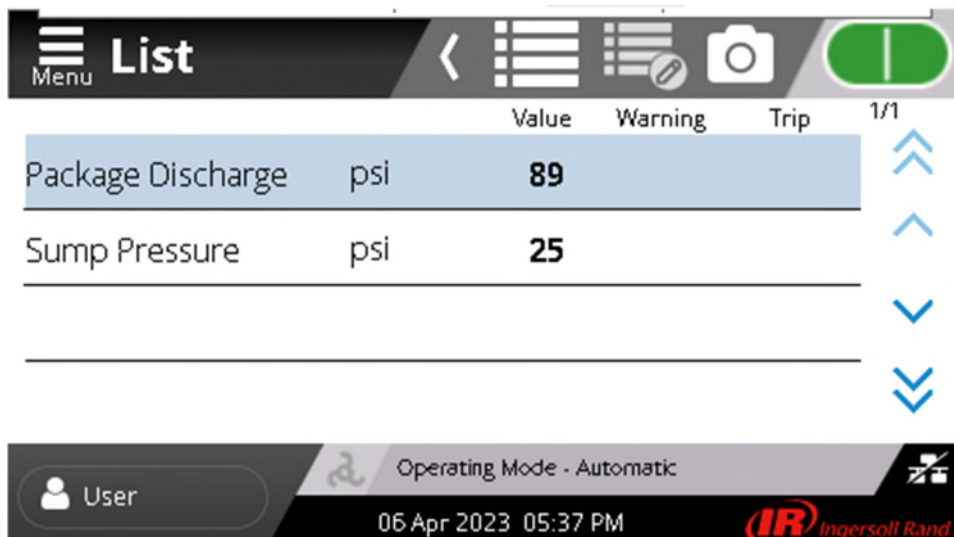 Menu List
Value Warning Trip 1/1
Package Discharge psi 89
Sump Pressure psi 25
Operating Mode - Automatic
User
06 Apr 2023 05:37 PM
IR Ingersoll Rand